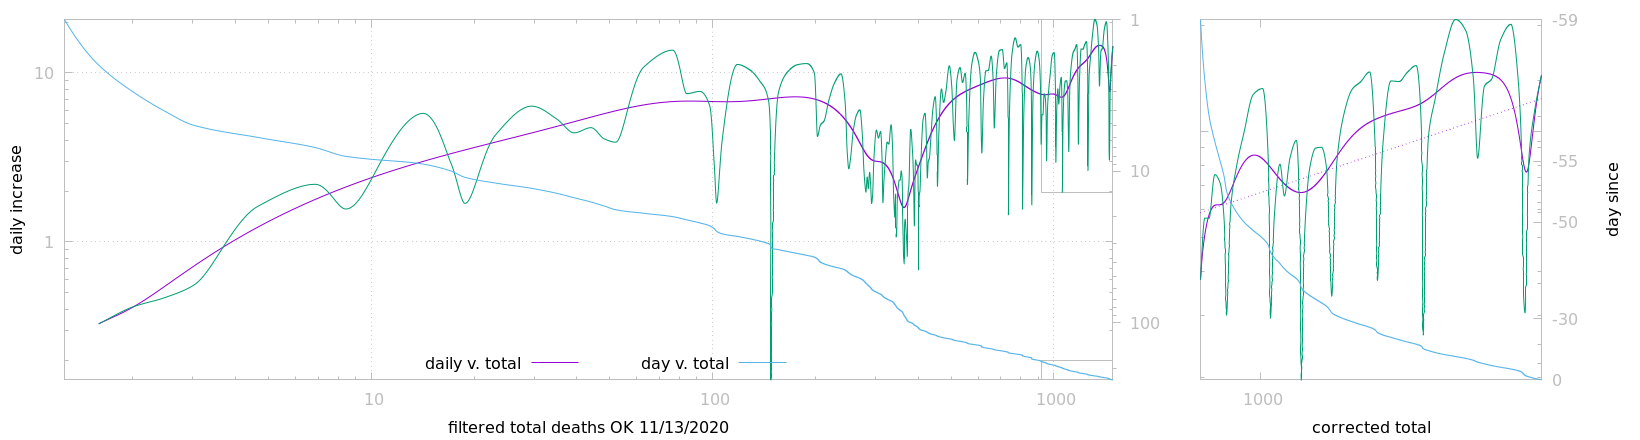 daily increase
10
1
1
10
100
daily v. total
day v. total
10
100
1000
filtered total deaths OK 11/13/2020
-59
-55
-50
-30
0
day since
1000
corrected total